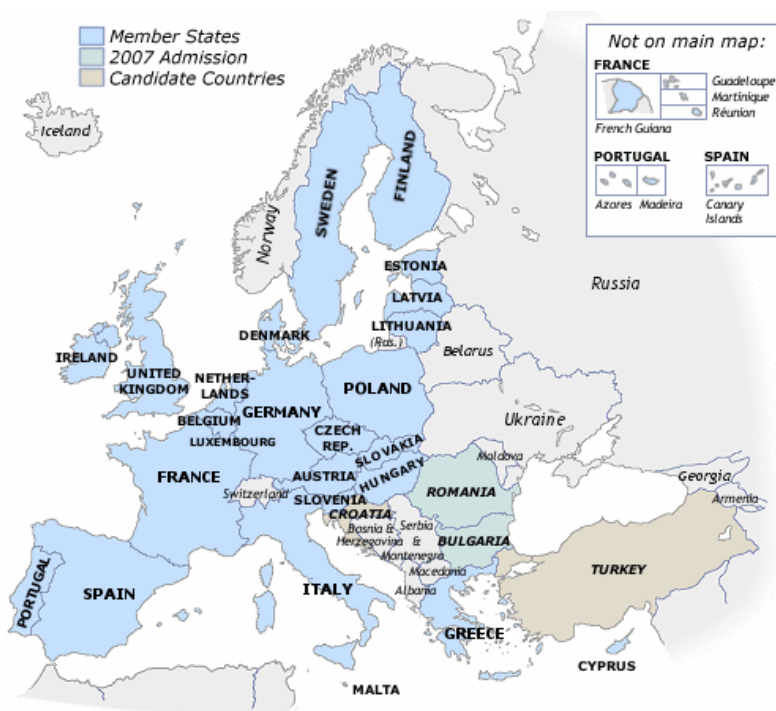 Member States
2007 Admission
Candidate Countries
Not on main map:
FRANCE
Guadeloupe
Martinique
Réunion
French Guiana
PORTUGAL
SPAIN
Azores
Madeira
Canary
Islands
Iceland
Norway
SWEDEN
FINLAND
Russia
ESTONIA
LATVIA
LITHUANIA
(Rus.)
DENMARK
Belarus
IRELAND
UNITED
KINGDOM
NETHER-
LANDS
POLAND
GERMANY
BELGIUM
LUXEMBOURG
CZECH
REP.
SLOVAKIA
Ukraine
Moldova
FRANCE
Switzerland
AUSTRIA
HUNGARY
SLOVENIA
ROMANIA
Georgia
Armenia
CROATIA
Bosnia &
Herzegovina
Serbia
&
Montenegro
BULGARIA
Macedonia
Albania
TURKEY
PORTUGAL
SPAIN
ITALY
GREECE
CYPRUS
MALTA